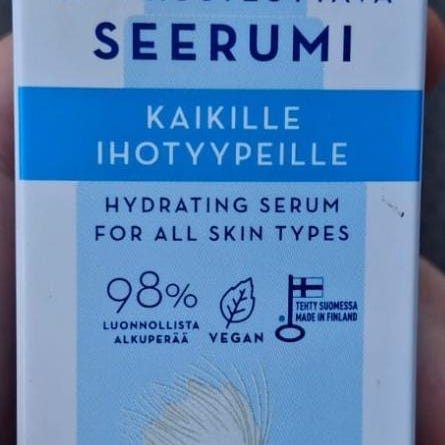 SEERUMI
KAIKILLE
IHOTYYPEILLE
HYDRATING SERUM
FOR ALL SKIN TYPES
98%
LUONNOLLISTA
ALKUPERÄÄ
VEGAN
TEHTY SUOMESSA
MADE IN FINLAND